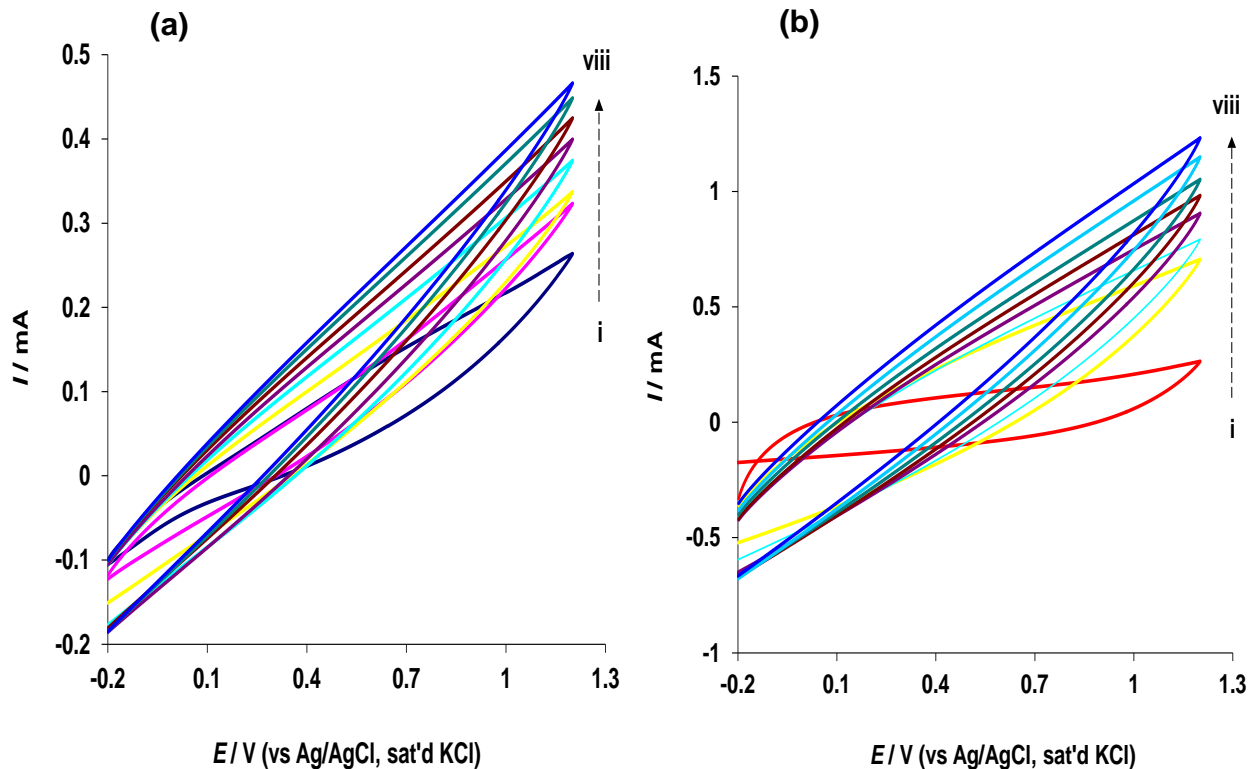 (a)
0.5
0.4
0.3
0.2
0.1
0
-0.1
-0.2
I / mA
-0.2 0.1 0.4 0.7 1 1.3
E / V (vs Ag/AgCl, sat'd KCl)
viii
i
(b)
1.5
1
0.5
0
-0.5
-1
I / mA
-0.2 0.1 0.4 0.7 1 1.3
E / V (vs Ag/AgCl, sat'd KCl)
viii
i